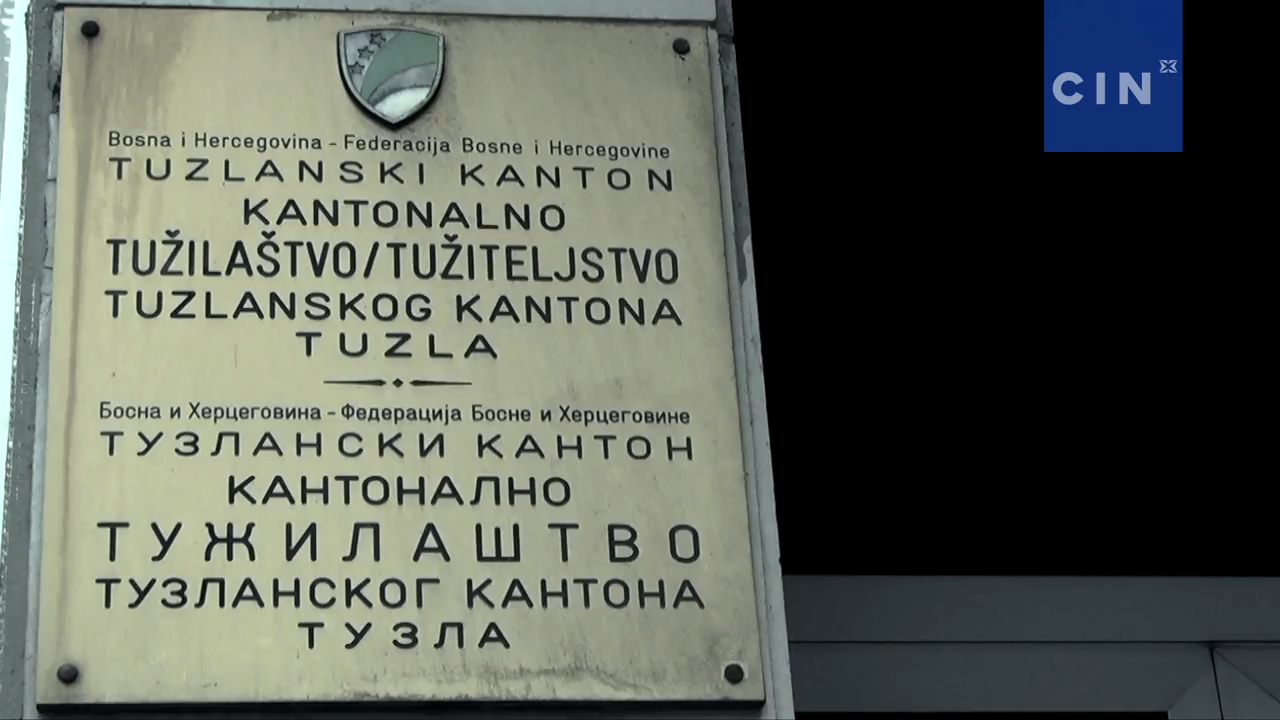 Bosna i Hercegovina - Federacija Bosne i Hercegovine
TUZLANSKI KANTON
KANTONALNO
TUŽILAŠTVO/TUŽITELJSTVO
TUZLANSKOG KANTONA
TUZLA
Босна и Херцеговина - Федерација Босне и Херцеговине
ТУЗЛАНСКИ КАНТОН
КАНТОНАЛНО
ТУЖИЛАШТВО
ТУЗЛАНСКОГ КАНТОНА
ТУЗЛА
CIN